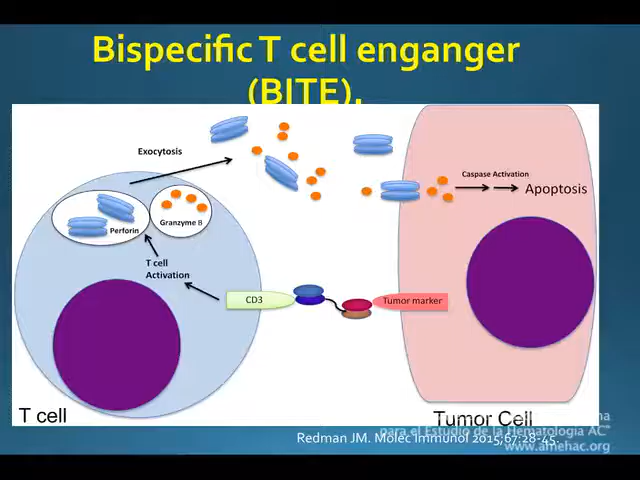 Bispecific T cell enganger
(BITE).
Exocytosis
Caspase Activation
Apoptosis
Perforin
Granzyme B
T cell
Activation
CD3
Tumor marker
T cell
Tumor Cell
para el Estudio de la Hematología AC"
Redman JM. Molec Immunol 2015;67:28-45.
www.amehac.org